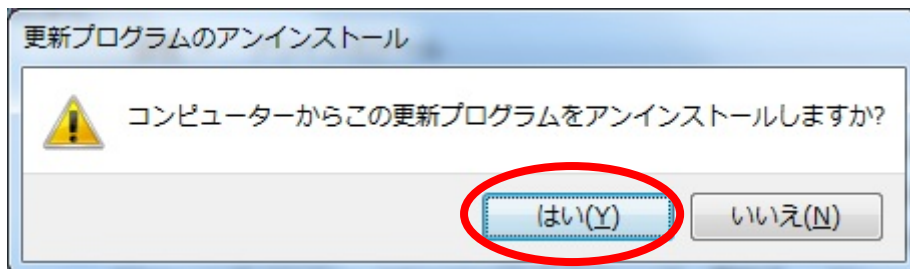 更新プログラムのアンインストール
コンピューターからこの更新プログラムをアンインストールしますか?
はい(Y) いいえ(N)